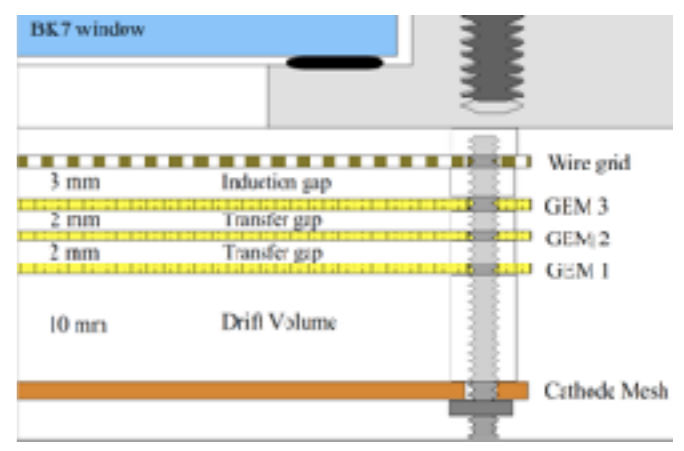 BK7 window
Wire grid
3 mm Induction gap
GEM 3
2 mm Transfer gap
GEM 2
2 mm Transfer gap
GEM 1
10 mm Drift Volume
Cathode Mesh